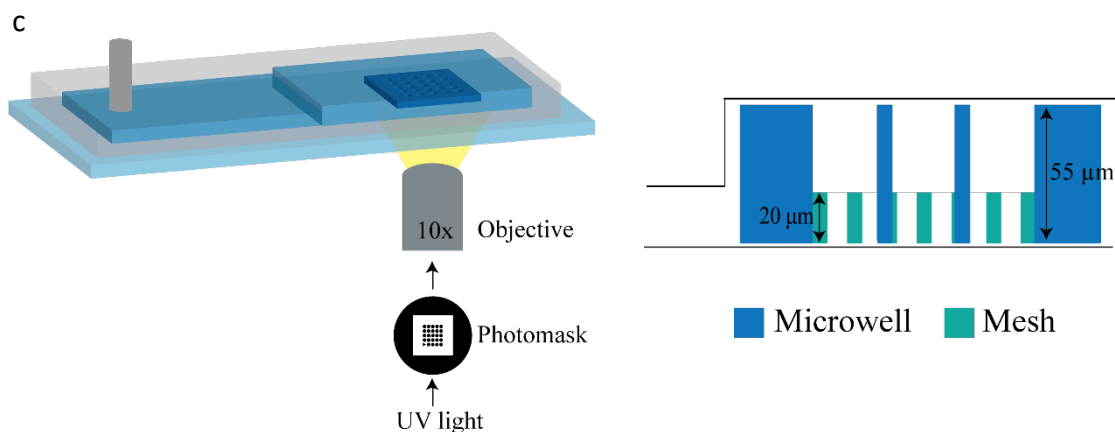 C
10x
Objective
Photomask
UV light
20 µm
55 µm
Microwell
Mesh